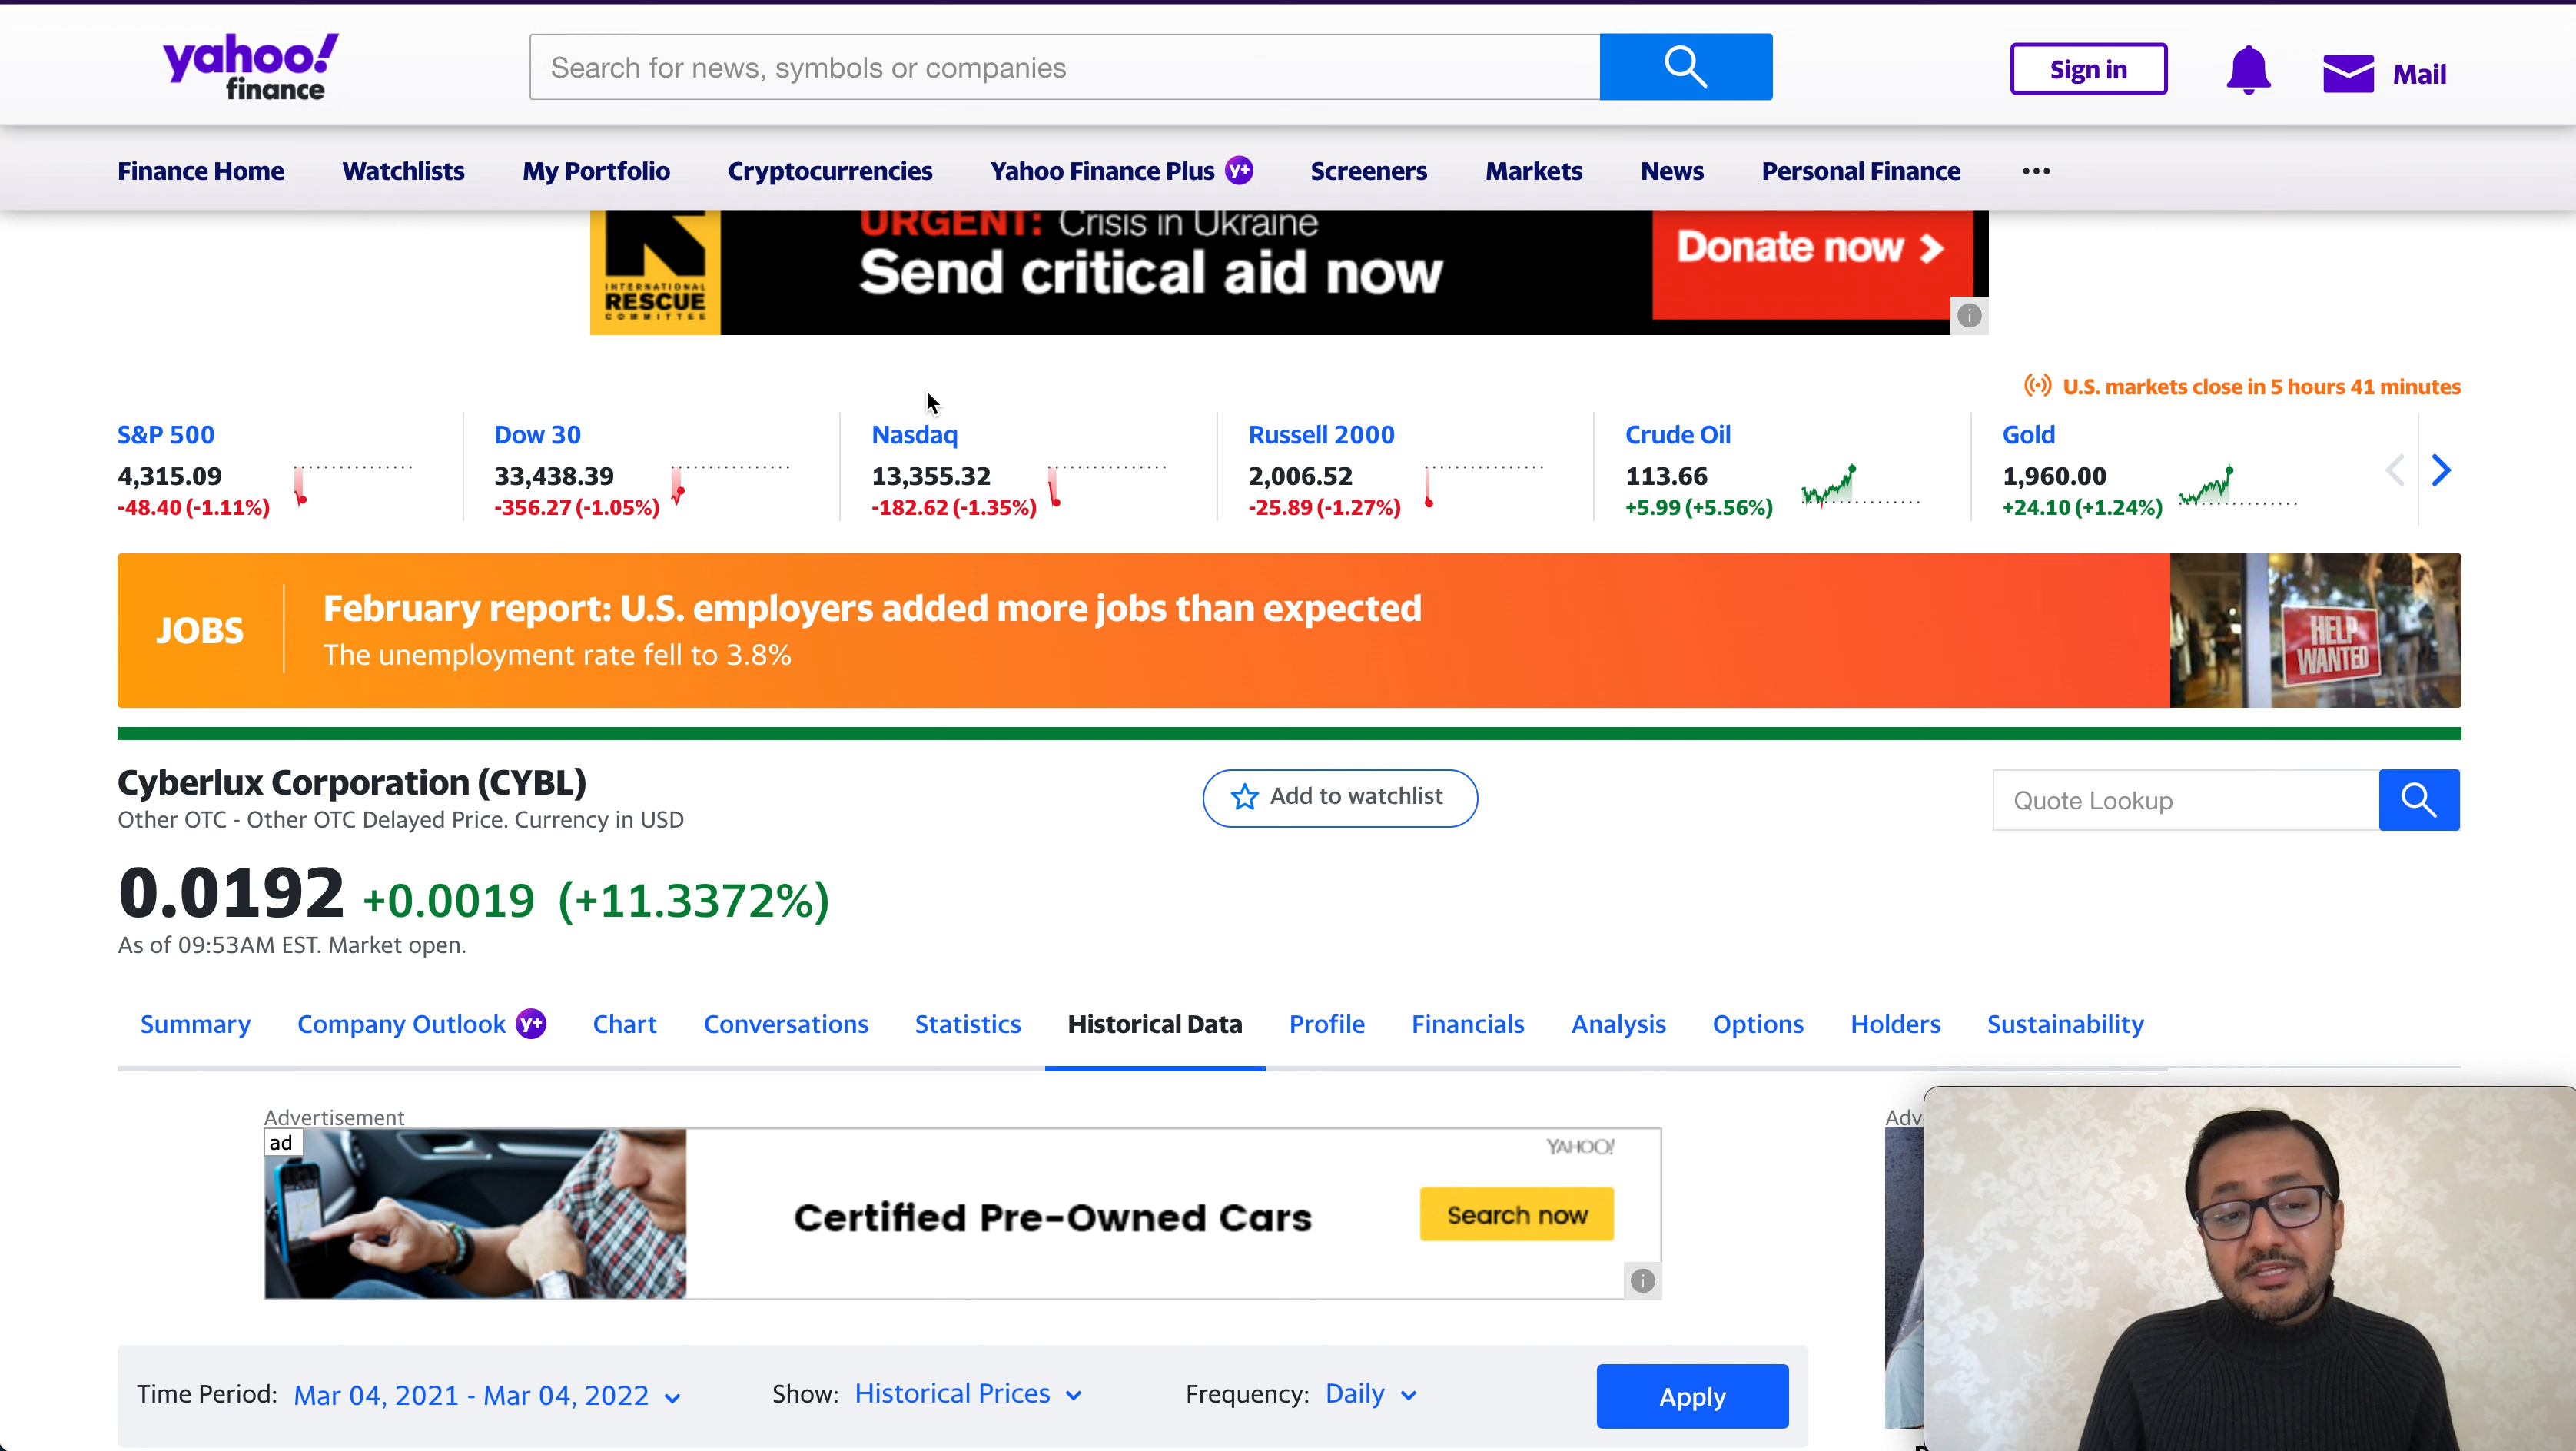 yahoo!
finance
Search for news, symbols or companies
Sign in
Mail
Finance Home Watchlists My Portfolio Cryptocurrencies Yahoo Finance Plus y+ Screeners Markets News Personal Finance •••
URGENT: Crisis in Ukraine
Send critical aid now
Donate now
INTERNATIONAL
RESCUE
COMMITTEE
U.S. markets close in 5 hours 41 minutes
S&P 500 Dow 30 Nasdaq Russell 2000 Crude Oil Gold
4,315.09 33,438.39 13,355.32 2,006.52 113.66 1,960.00
-48.40 (-1.11%) -356.27 (-1.05%) -182.62 (-1.35%) -25.89 (-1.27%) +5.99 (+5.56%) +24.10 (+1.24%)
JOBS
February report: U.S. employers added more jobs than expected
The unemployment rate fell to 3.8%
HELP
WANTED
Cyberlux Corporation (CYBL)
Other OTC - Other OTC Delayed Price. Currency in USD
Add to watchlist
Quote Lookup
0.0192 +0.0019 (+11.3372%)
As of 09:53AM EST. Market open.
Summary Company Outlook y+ Chart Conversations Statistics Historical Data Profile Financials Analysis Options Holders Sustainability
Advertisement
ad
YAHOO!
Certified Pre-Owned Cars
Search now
Adv
Time Period: Mar 04, 2021 - Mar 04, 2022 Show: Historical Prices Frequency: Daily Apply